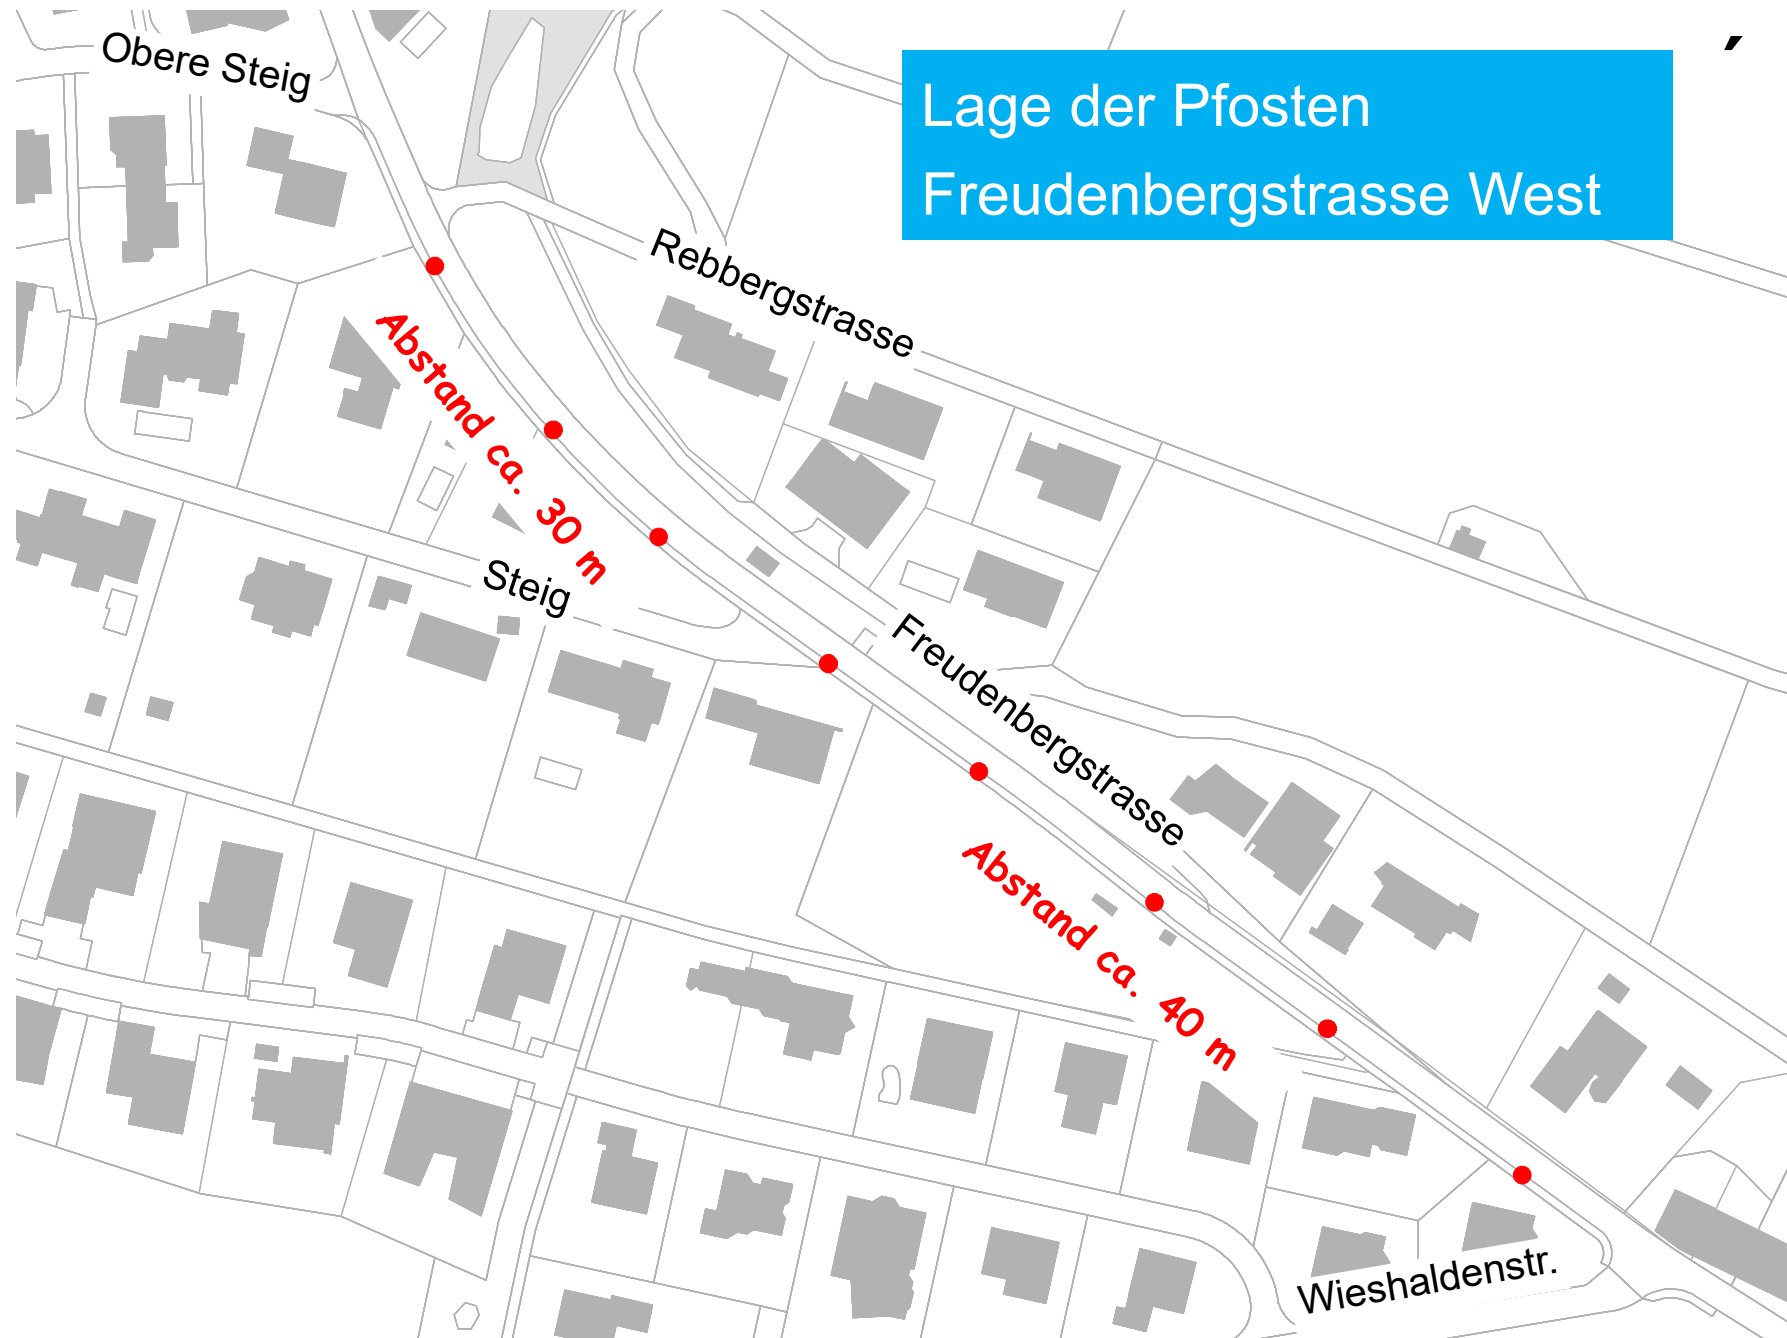 Obere Steig
Lage der Pfosten
Freudenbergstrasse West
Rebbergstrasse
Abstand ca. 30 m
Steig
Freudenbergstrasse
Abstand ca. 40 m
Wieshaldenstr.